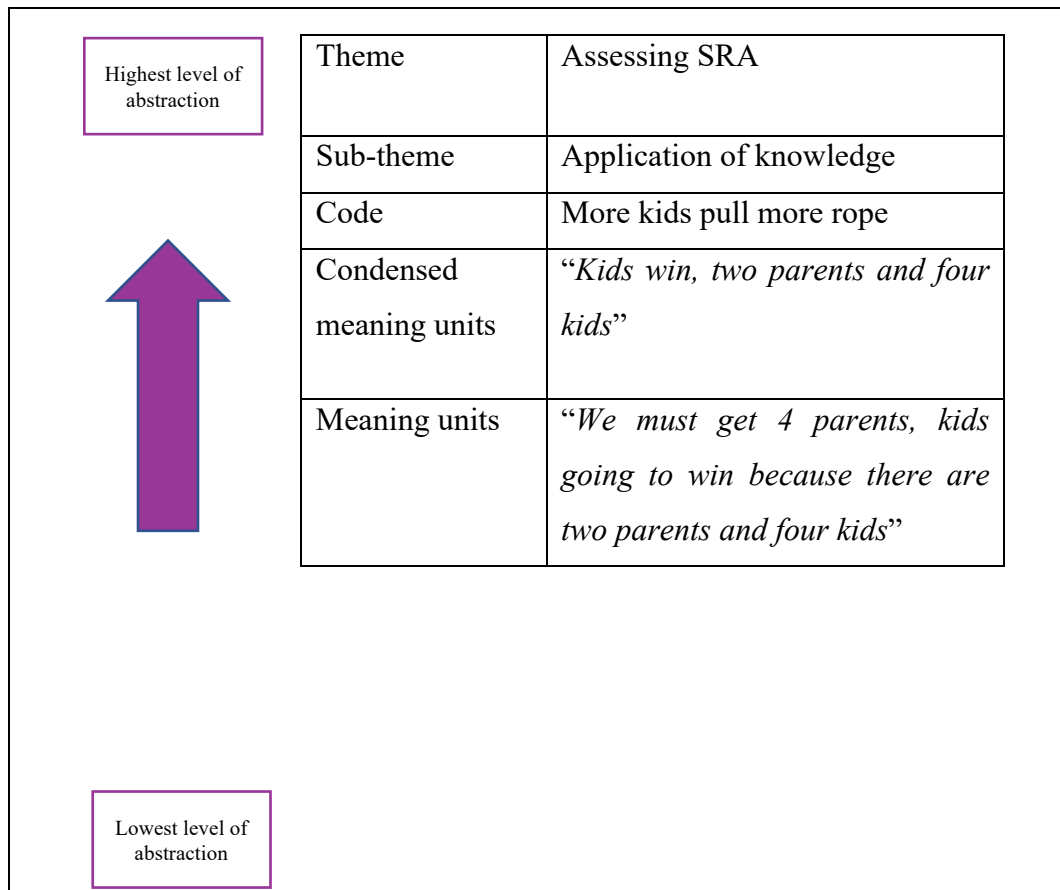 Highest level of
abstraction
Theme
Assessing SRA
Sub-theme
Application of knowledge
Code
More kids pull more rope
Condensed
meaning units
“Kids win, two parents and four
kids”
Meaning units
“We must get 4 parents, kids
going to win because there are
two parents and four kids”
Lowest level of
abstraction